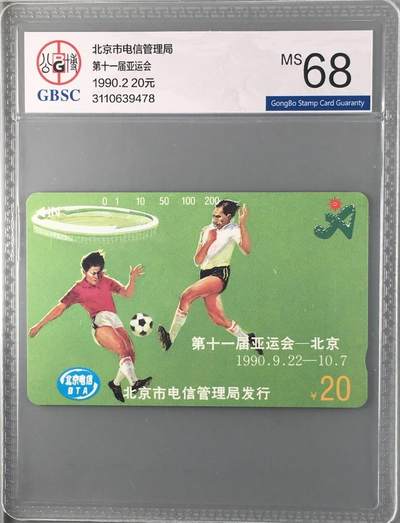 公 G 博
GBSC
北京市电信管理局
第十一届亚运会
1990.2 20元
3110639478
MS 68
GongBo Stamp Card Guaranty
IN 0 1 10 50 100 200
第十一届亚运会—北京
1990.9.22—10.7
北京电信
BTA
北京市电信管理局发行
¥20